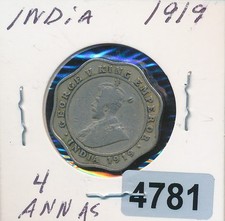 INDIA 1919
GEORGE V KING EMPEROR
INDIA 1919
4
ANNAS
4781